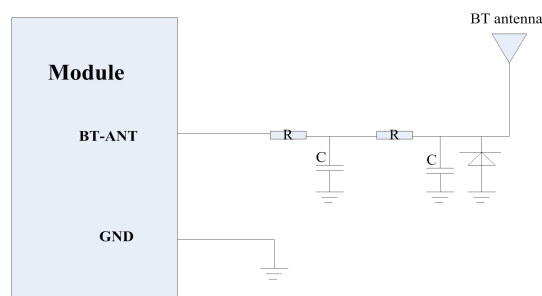 BT antenna
Module
BT-ANT
R
R
C
C
GND